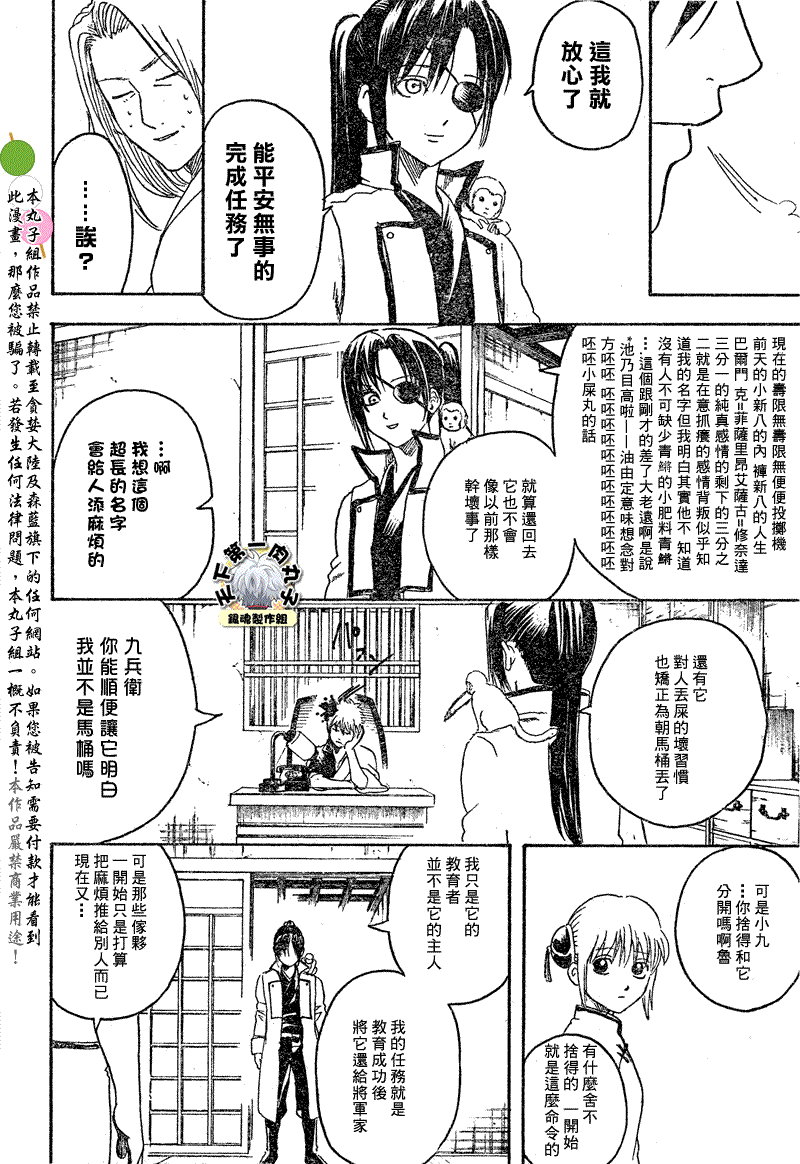 這我就
放心了
能平安無事的
完成任務了
……誒?
現在的壽限無壽限無便便投擲機
前天的小新八的內 褲新八的人生
巴爾門 克=菲薩里昂艾薩古=修奈達
三分一的純真感情的剩下的三分之
二就是在意抓癢的感情背叛似乎知
道我的名字但我明白其實他不 知道
沒有人不可缺少青鏘的小肥料青鏘
…這個跟剛才的差了大老遠啊是說
*池乃目高啦——油由定意味想念對
方呸呸 呸呸呸呸呸呸呸呸呸呸呸
呸呸小屎丸的話
就算還回去
它也不會
像以前那樣
幹壞事了
…啊
我想這個
超長的名字
會給人添麻煩的
還有它
對人丟屎的壞習慣
也矯正為朝馬桶丟了
パスン
九兵衛
你能順便讓它明白
我並不是馬桶嗎
可是小九
…你捨得和它
分開嗎啊魯
有什麼舍不
捨得的 一開始
就是這麼命令的
我只是它的
教育者
並不是它的主人
我的任務就是
教育成功後
將它還給將軍家
可是那些傢夥
一開始只是打算
把麻煩推給別人而已
現在又…
天下第一肉丸子
銀魂製作組
本丸子組作品禁止轉載至貪婪大陸及森藍旗下的任何網站。如果您被告知需要付款才能看到
此漫畫，那麼您被騙了。若發生任何法律問題，本丸子組一概不負責！本作品嚴禁商業用途！